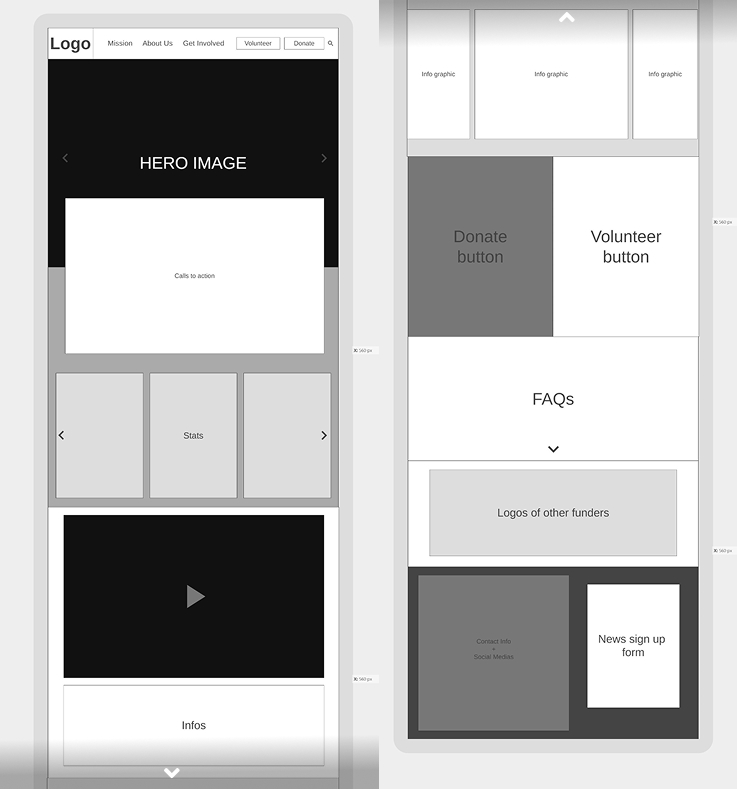 Logo
Mission
About Us
Get Involved
Volunteer
Donate
HERO IMAGE
Calls to action
X: 560 px
Stats
X: 560 px
Infos
Info graphic
Info graphic
Info graphic
Donate
button
Volunteer
button
X: 560 px
FAQs
Logos of other funders
X: 560 px
Contact Info
+
Social Medias
News sign up
form